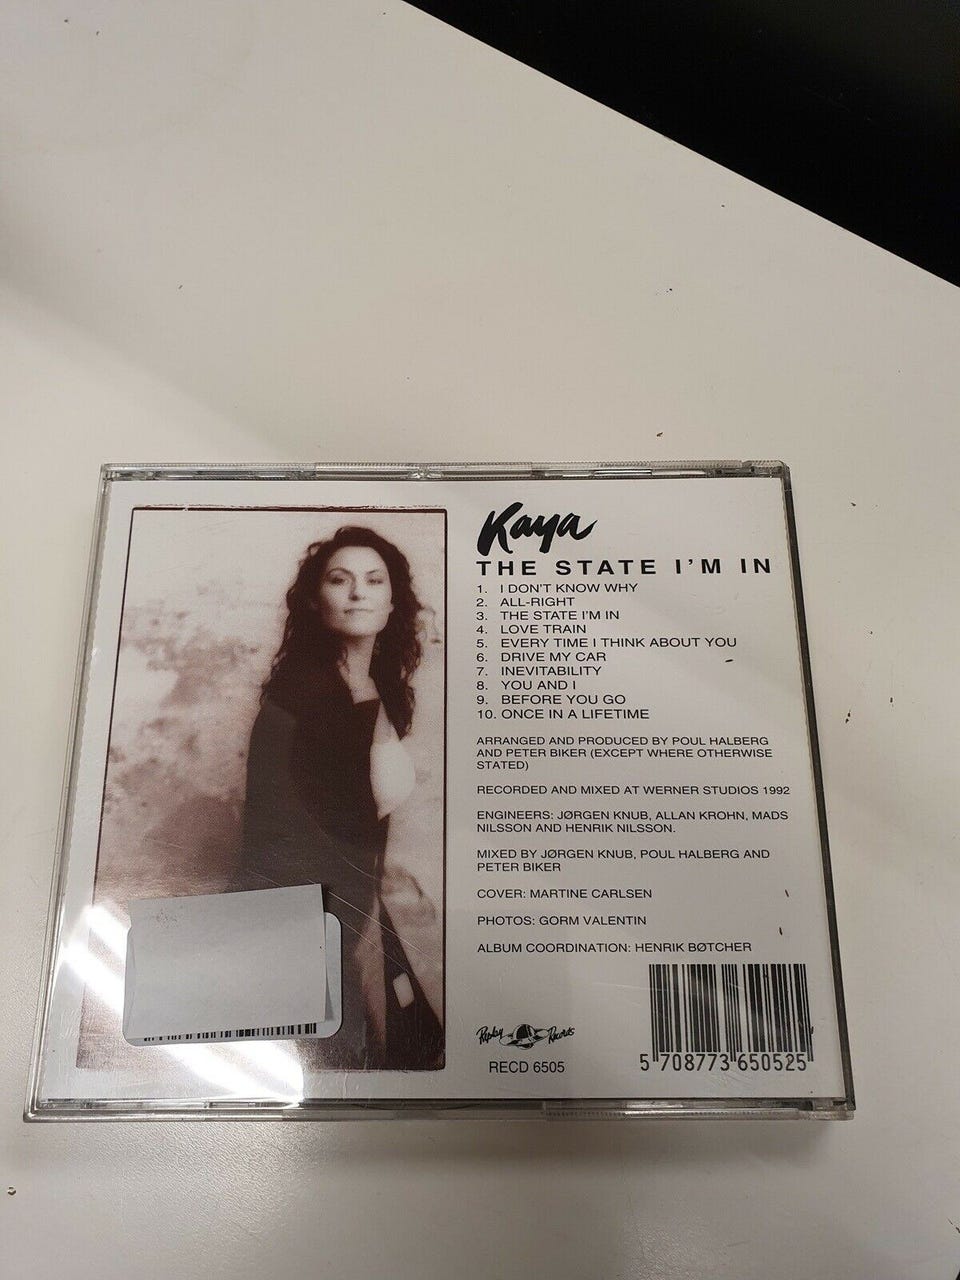 Kaya
THE STATE I'M IN
1. I DON'T KNOW WHY
2. ALL-RIGHT
3. THE STATE I'M IN
4. LOVE TRAIN
5. EVERY TIME I THINK ABOUT YOU
6. DRIVE MY CAR
7. INEVITABILITY
8. YOU AND I
9. BEFORE YOU GO
10. ONCE IN A LIFETIME
ARRANGED AND PRODUCED BY POUL HALBERG
AND PETER BIKER (EXCEPT WHERE OTHERWISE
STATED)
RECORDED AND MIXED AT WERNER STUDIOS 1992
ENGINEERS: JØRGEN KNUB, ALLAN KROHN, MADS
NILSSON AND HENRIK NILSSON.
MIXED BY JØRGEN KNUB, POUL HALBERG AND
PETER BIKER
COVER: MARTINE CARLSEN
PHOTOS: GORM VALENTIN
ALBUM COORDINATION: HENRIK BØTCHER
Replay Records
RECD 6505
5 708773 650525